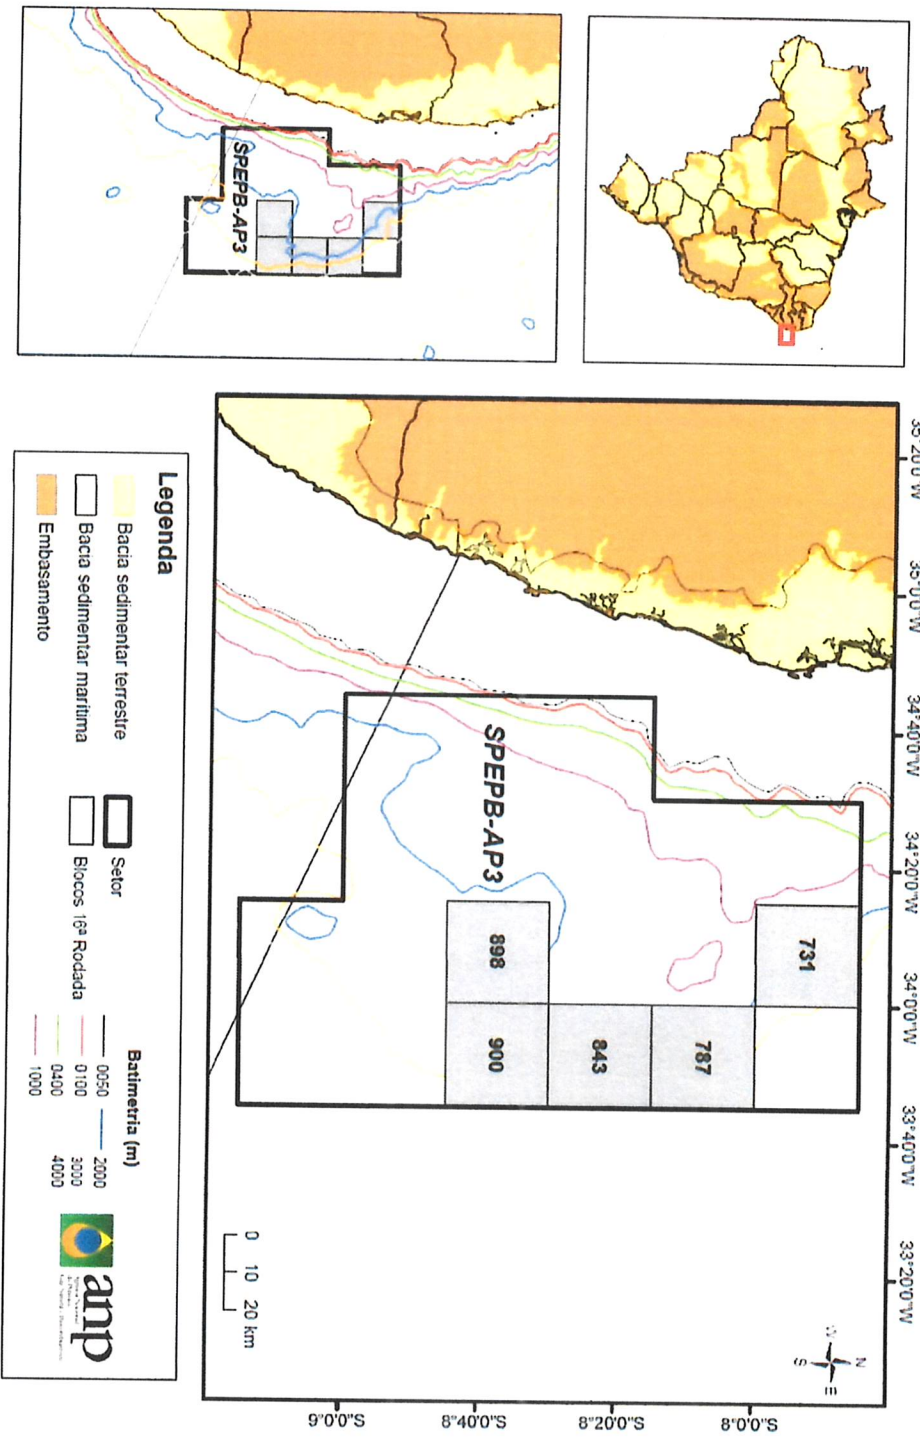 SPEPB-AP3
35°0'0"W
34°40'0"W
34°20'0"W
34°0'0"W
33°40'0"W
33°20'0"W
N
W
E
S
8°0'0"S
8°20'0"S
8°40'0"S
9°0'0"S
731
787
843
898
900
SPEPB-AP3
0 10 20 km
Legenda
Bacia sedimentar terrestre
Bacia sedimentar marítima
Embasamento
Setor
Blocos 16ª Rodada
Batimetria (m)
0050
0100
0400
1000
2000
3000
4000
anp